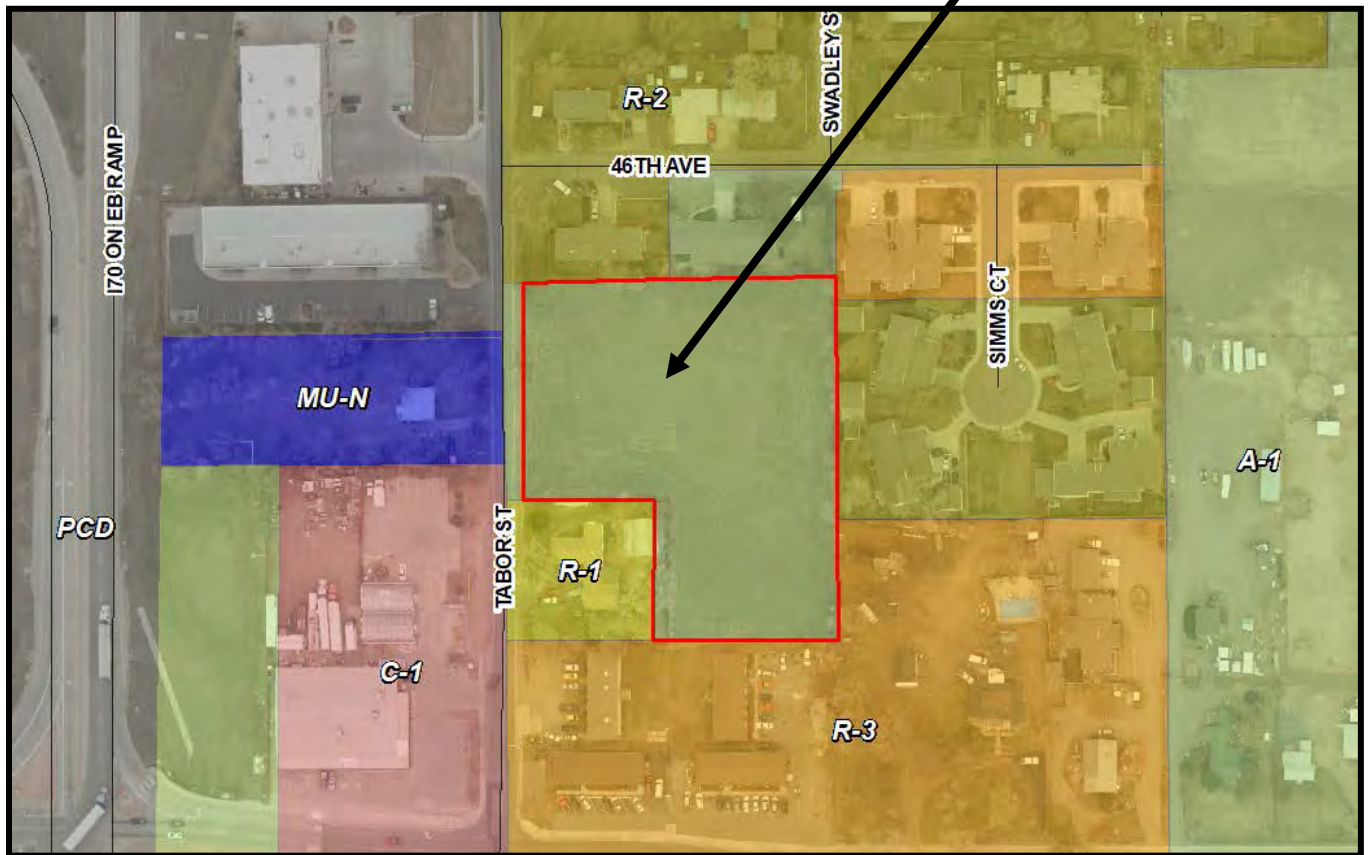 SWADLEY S
R-2
46TH AVE
I70 ON EB RAMP
SIMMS CT
MU-N
A-1
PCD
TABOR ST
R-1
C-1
R-3